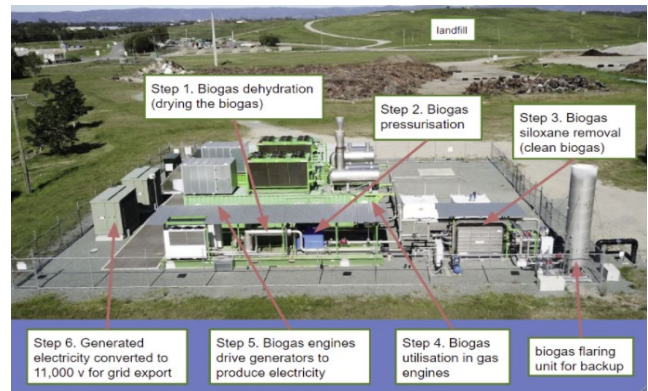 landfill
Step 1. Biogas dehydration
(drying the biogas)
Step 2. Biogas
pressurisation
Step 3. Biogas
siloxane removal
(clean biogas)
Step 6. Generated
electricity converted to
11,000 v for grid export
Step 5. Biogas engines
drive generators to
produce electricity
Step 4. Biogas
utilisation in gas
engines
biogas flaring
unit for backup